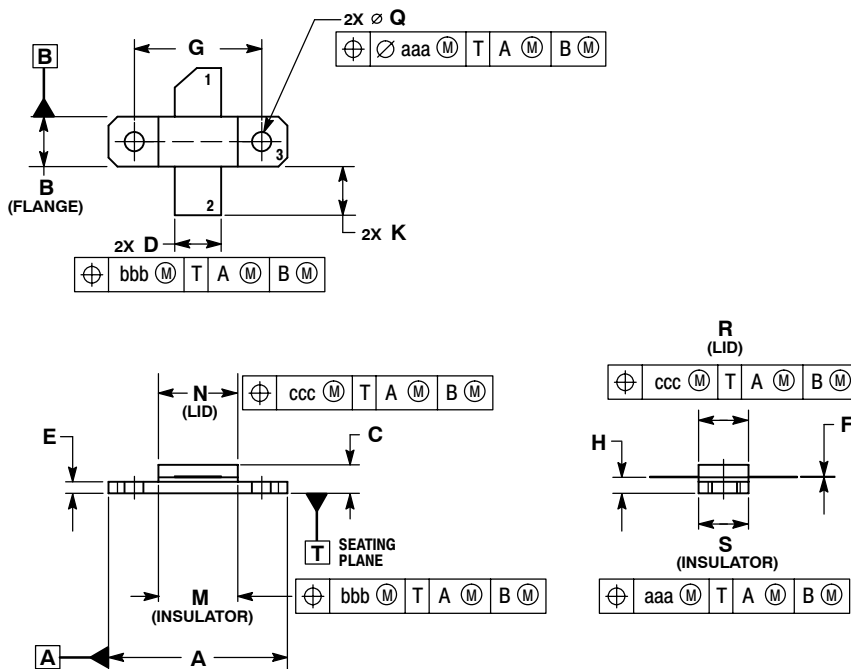 2X ⌀ Q
⌖ ⌀ aaa Ⓜ T A Ⓜ B Ⓜ
G
B
1
3
B
(FLANGE)
2
2X K
2X D
⌖ bbb Ⓜ T A Ⓜ B Ⓜ
R
(LID)
⌖ ccc Ⓜ T A Ⓜ B Ⓜ
N
(LID)
⌖ ccc Ⓜ T A Ⓜ B Ⓜ
E
C
H
F
T SEATING
PLANE
S
(INSULATOR)
M
(INSULATOR)
⌖ bbb Ⓜ T A Ⓜ B Ⓜ
⌖ aaa Ⓜ T A Ⓜ B Ⓜ
A
A